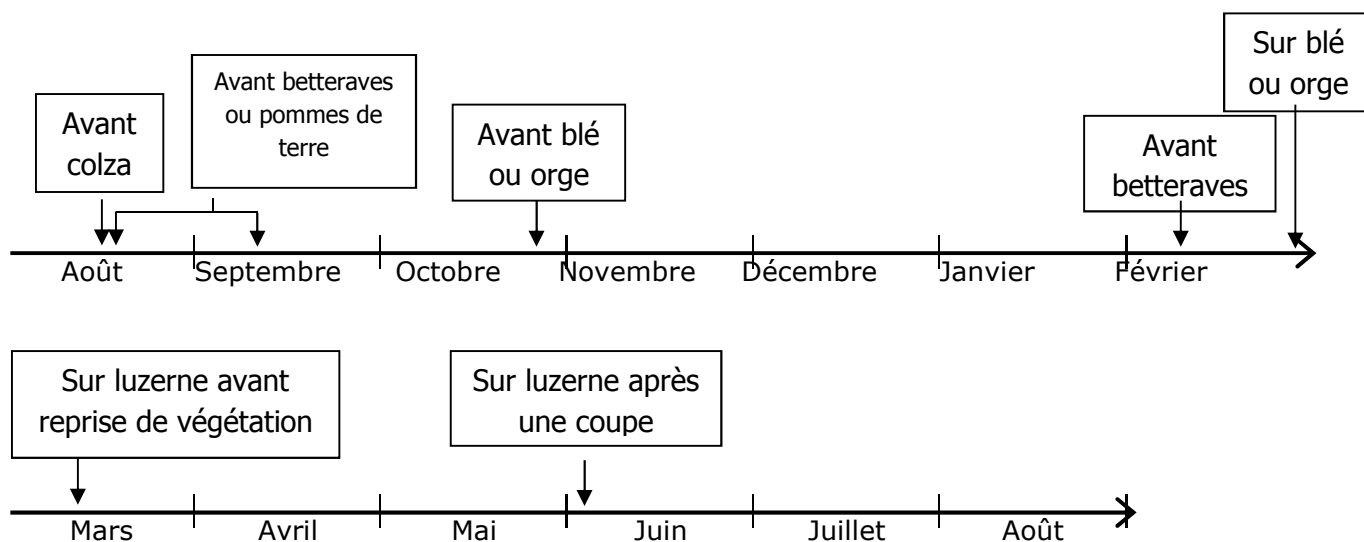 Avant
colza
Avant betteraves
ou pommes de
terre
Avant blé
ou orge
Avant
betteraves
Sur blé
ou orge
Août
Septembre
Octobre
Novembre
Décembre
Janvier
Février
Sur luzerne avant
reprise de végétation
Sur luzerne après
une coupe
Mars
Avril
Mai
Juin
Juillet
Août